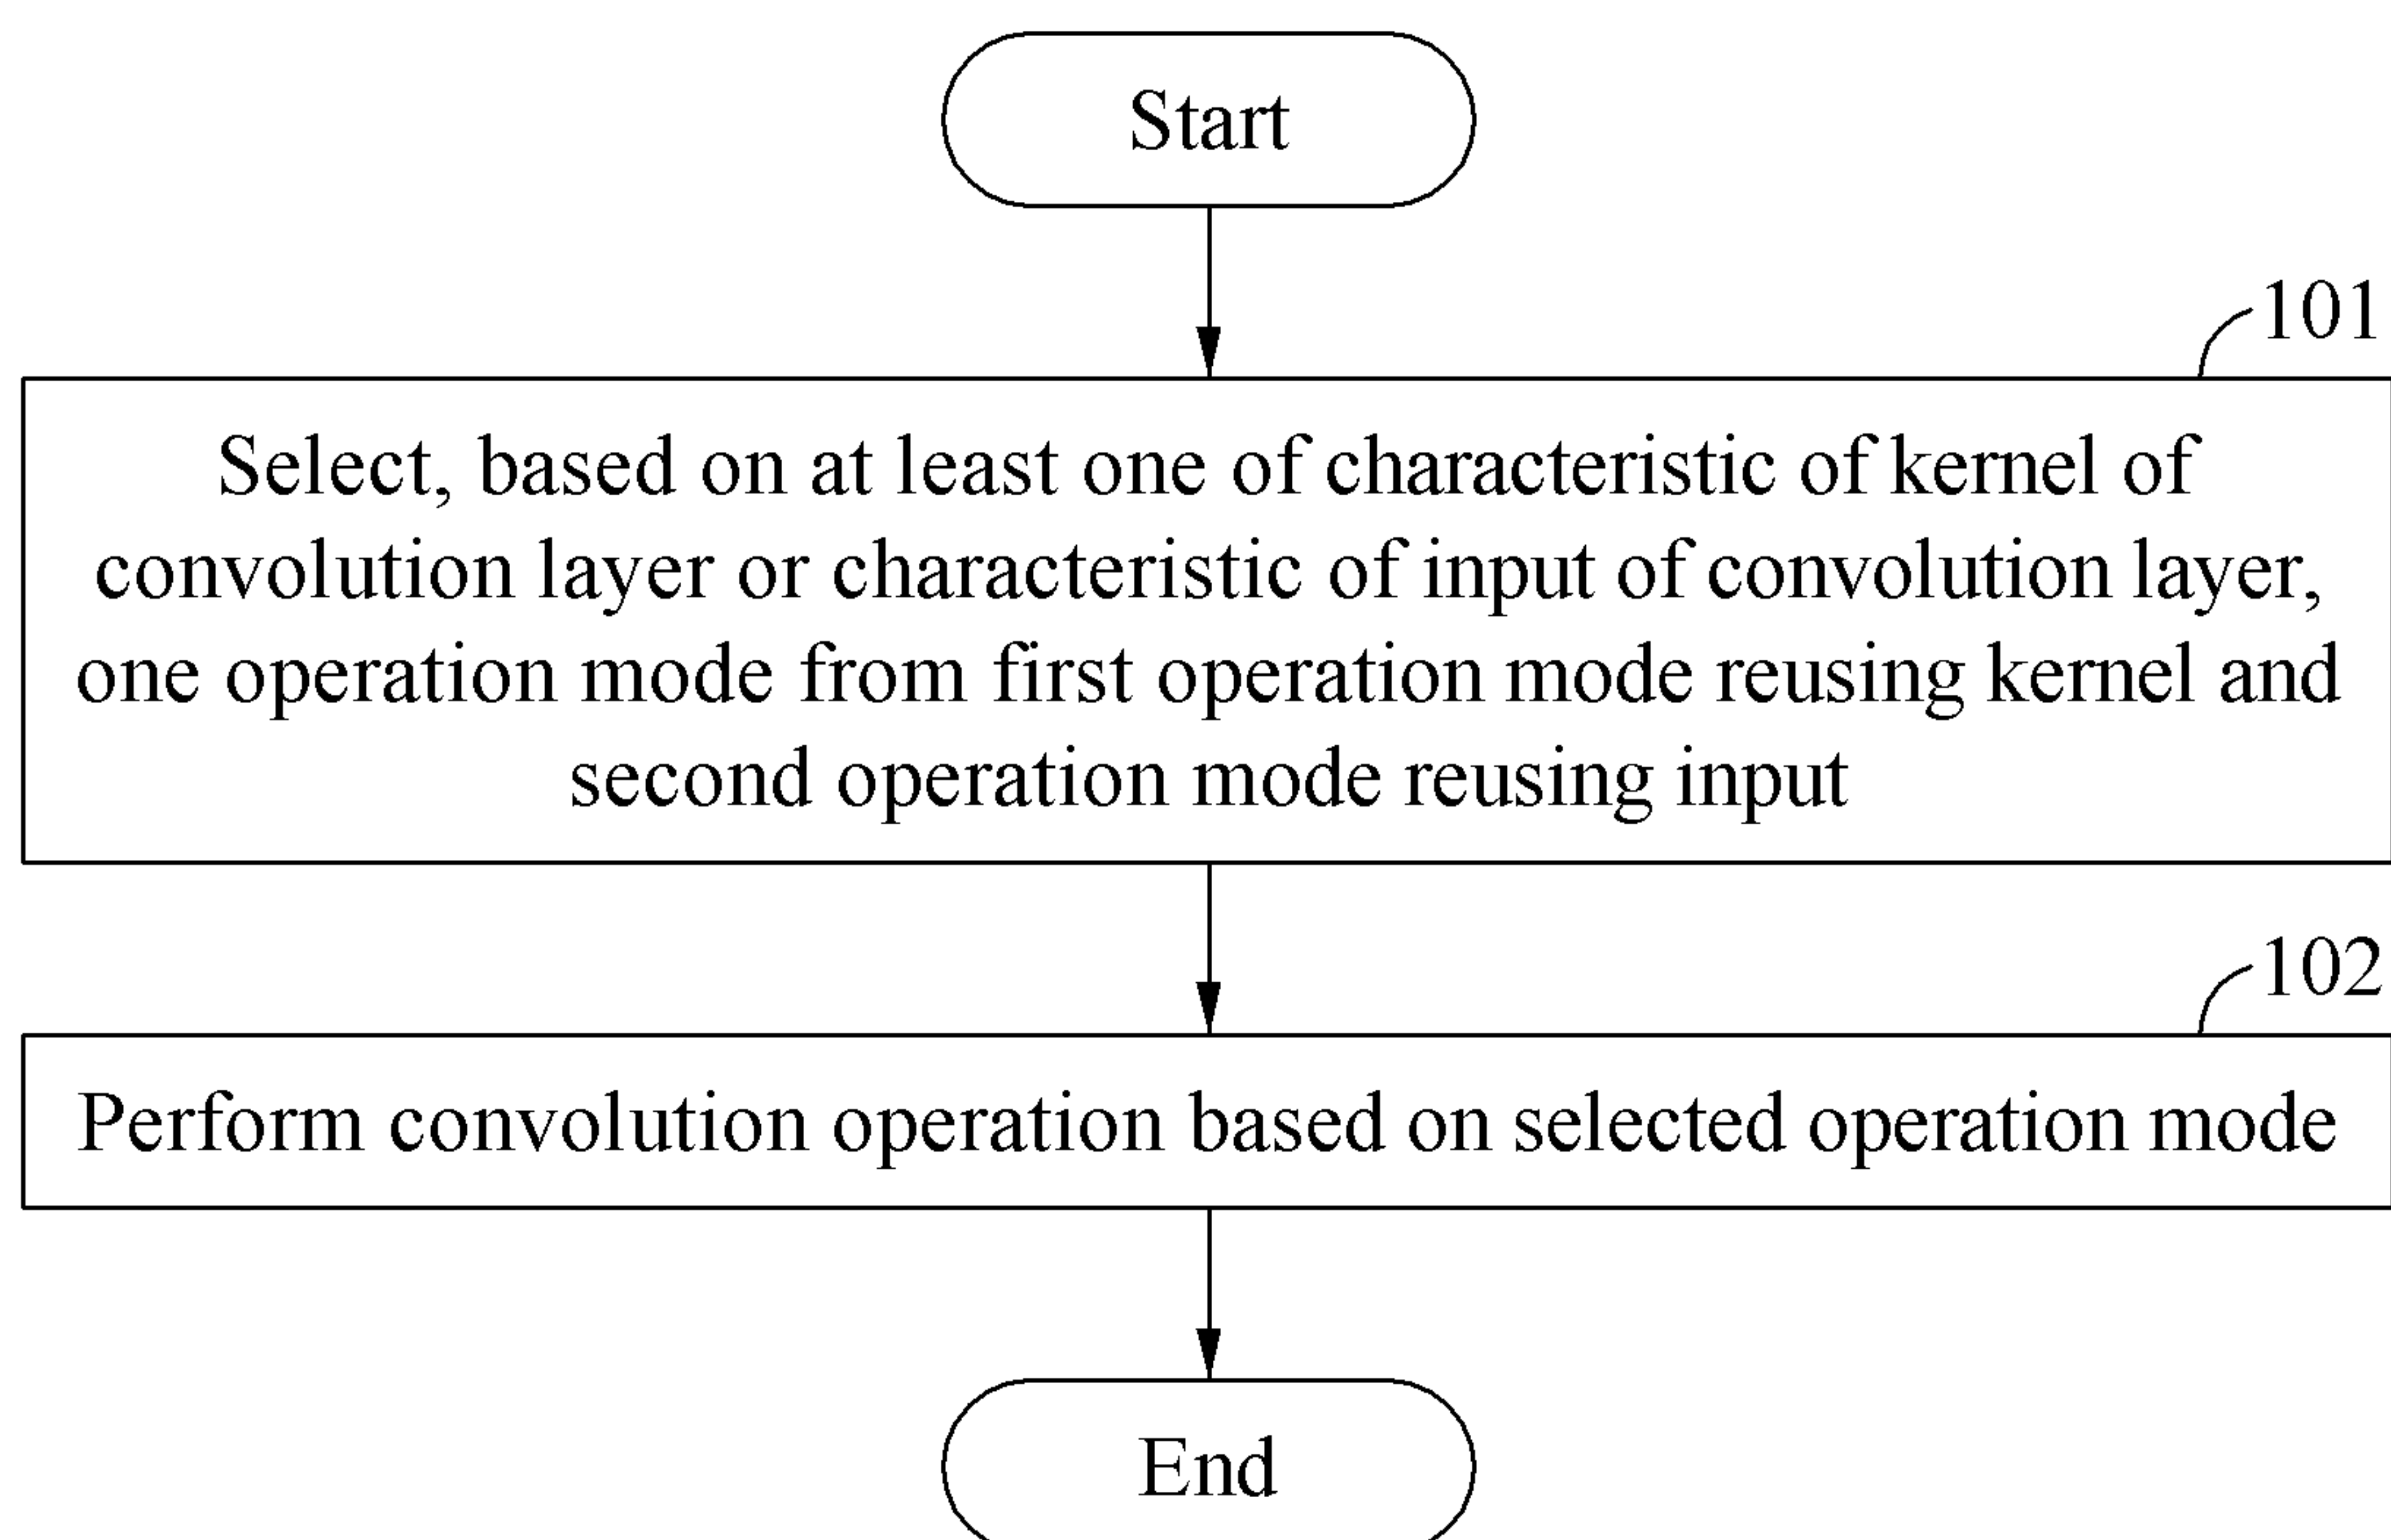 Start
101
Select, based on at least one of characteristic of kernel of
convolution layer or characteristic of input of convolution layer,
one operation mode from first operation mode reusing kernel and
second operation mode reusing input
102
Perform convolution operation based on selected operation mode
End